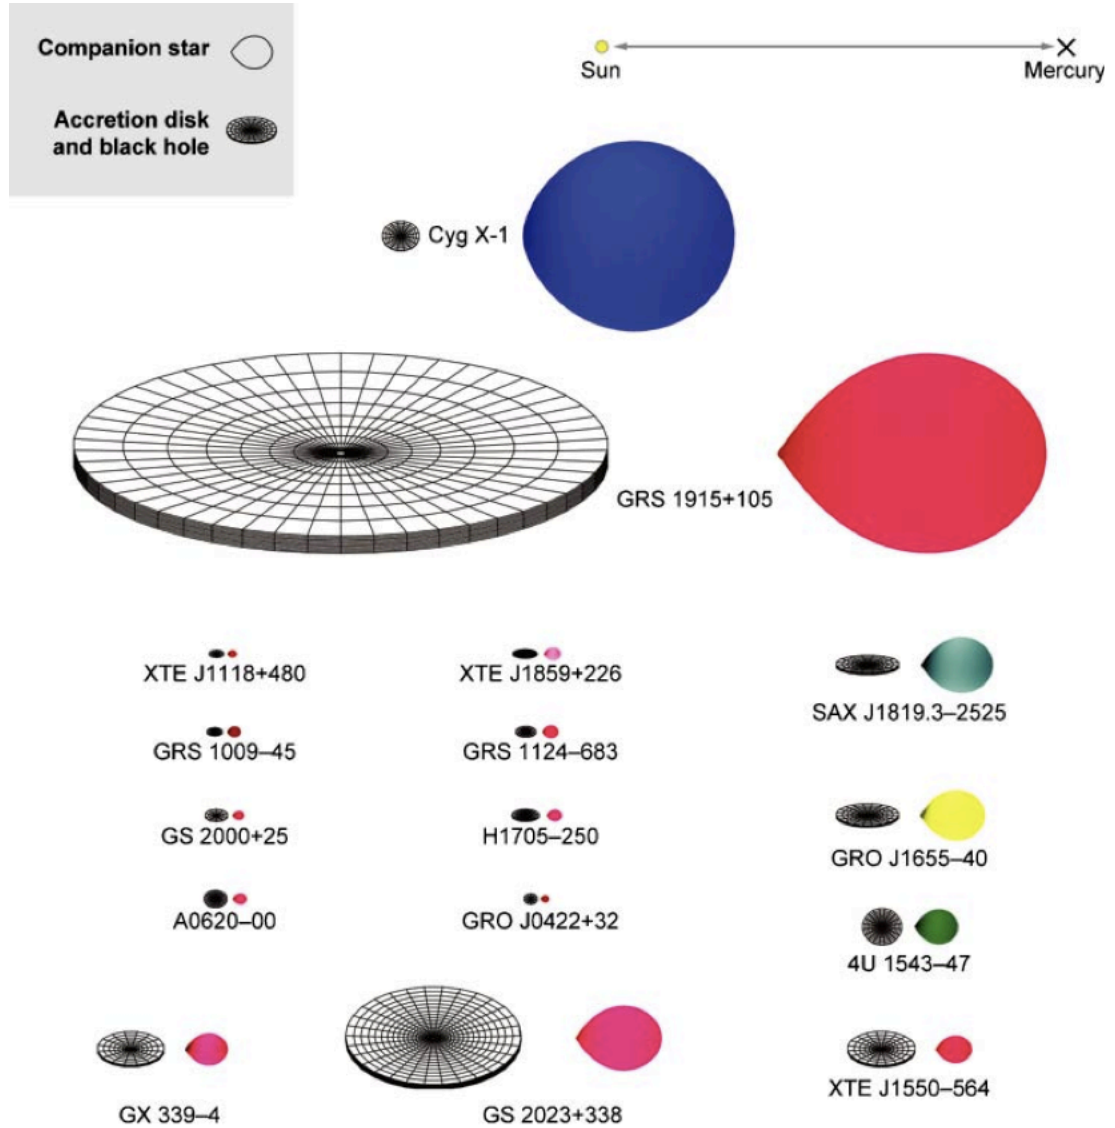 Companion star
Accretion disk
and black hole
Sun
Mercury
Cyg X-1
GRS 1915+105
XTE J1118+480
XTE J1859+226
SAX J1819.3–2525
GRS 1009–45
GRS 1124–683
GS 2000+25
H1705–250
GRO J1655–40
A0620–00
GRO J0422+32
4U 1543–47
XTE J1550–564
GX 339–4
GS 2023+338